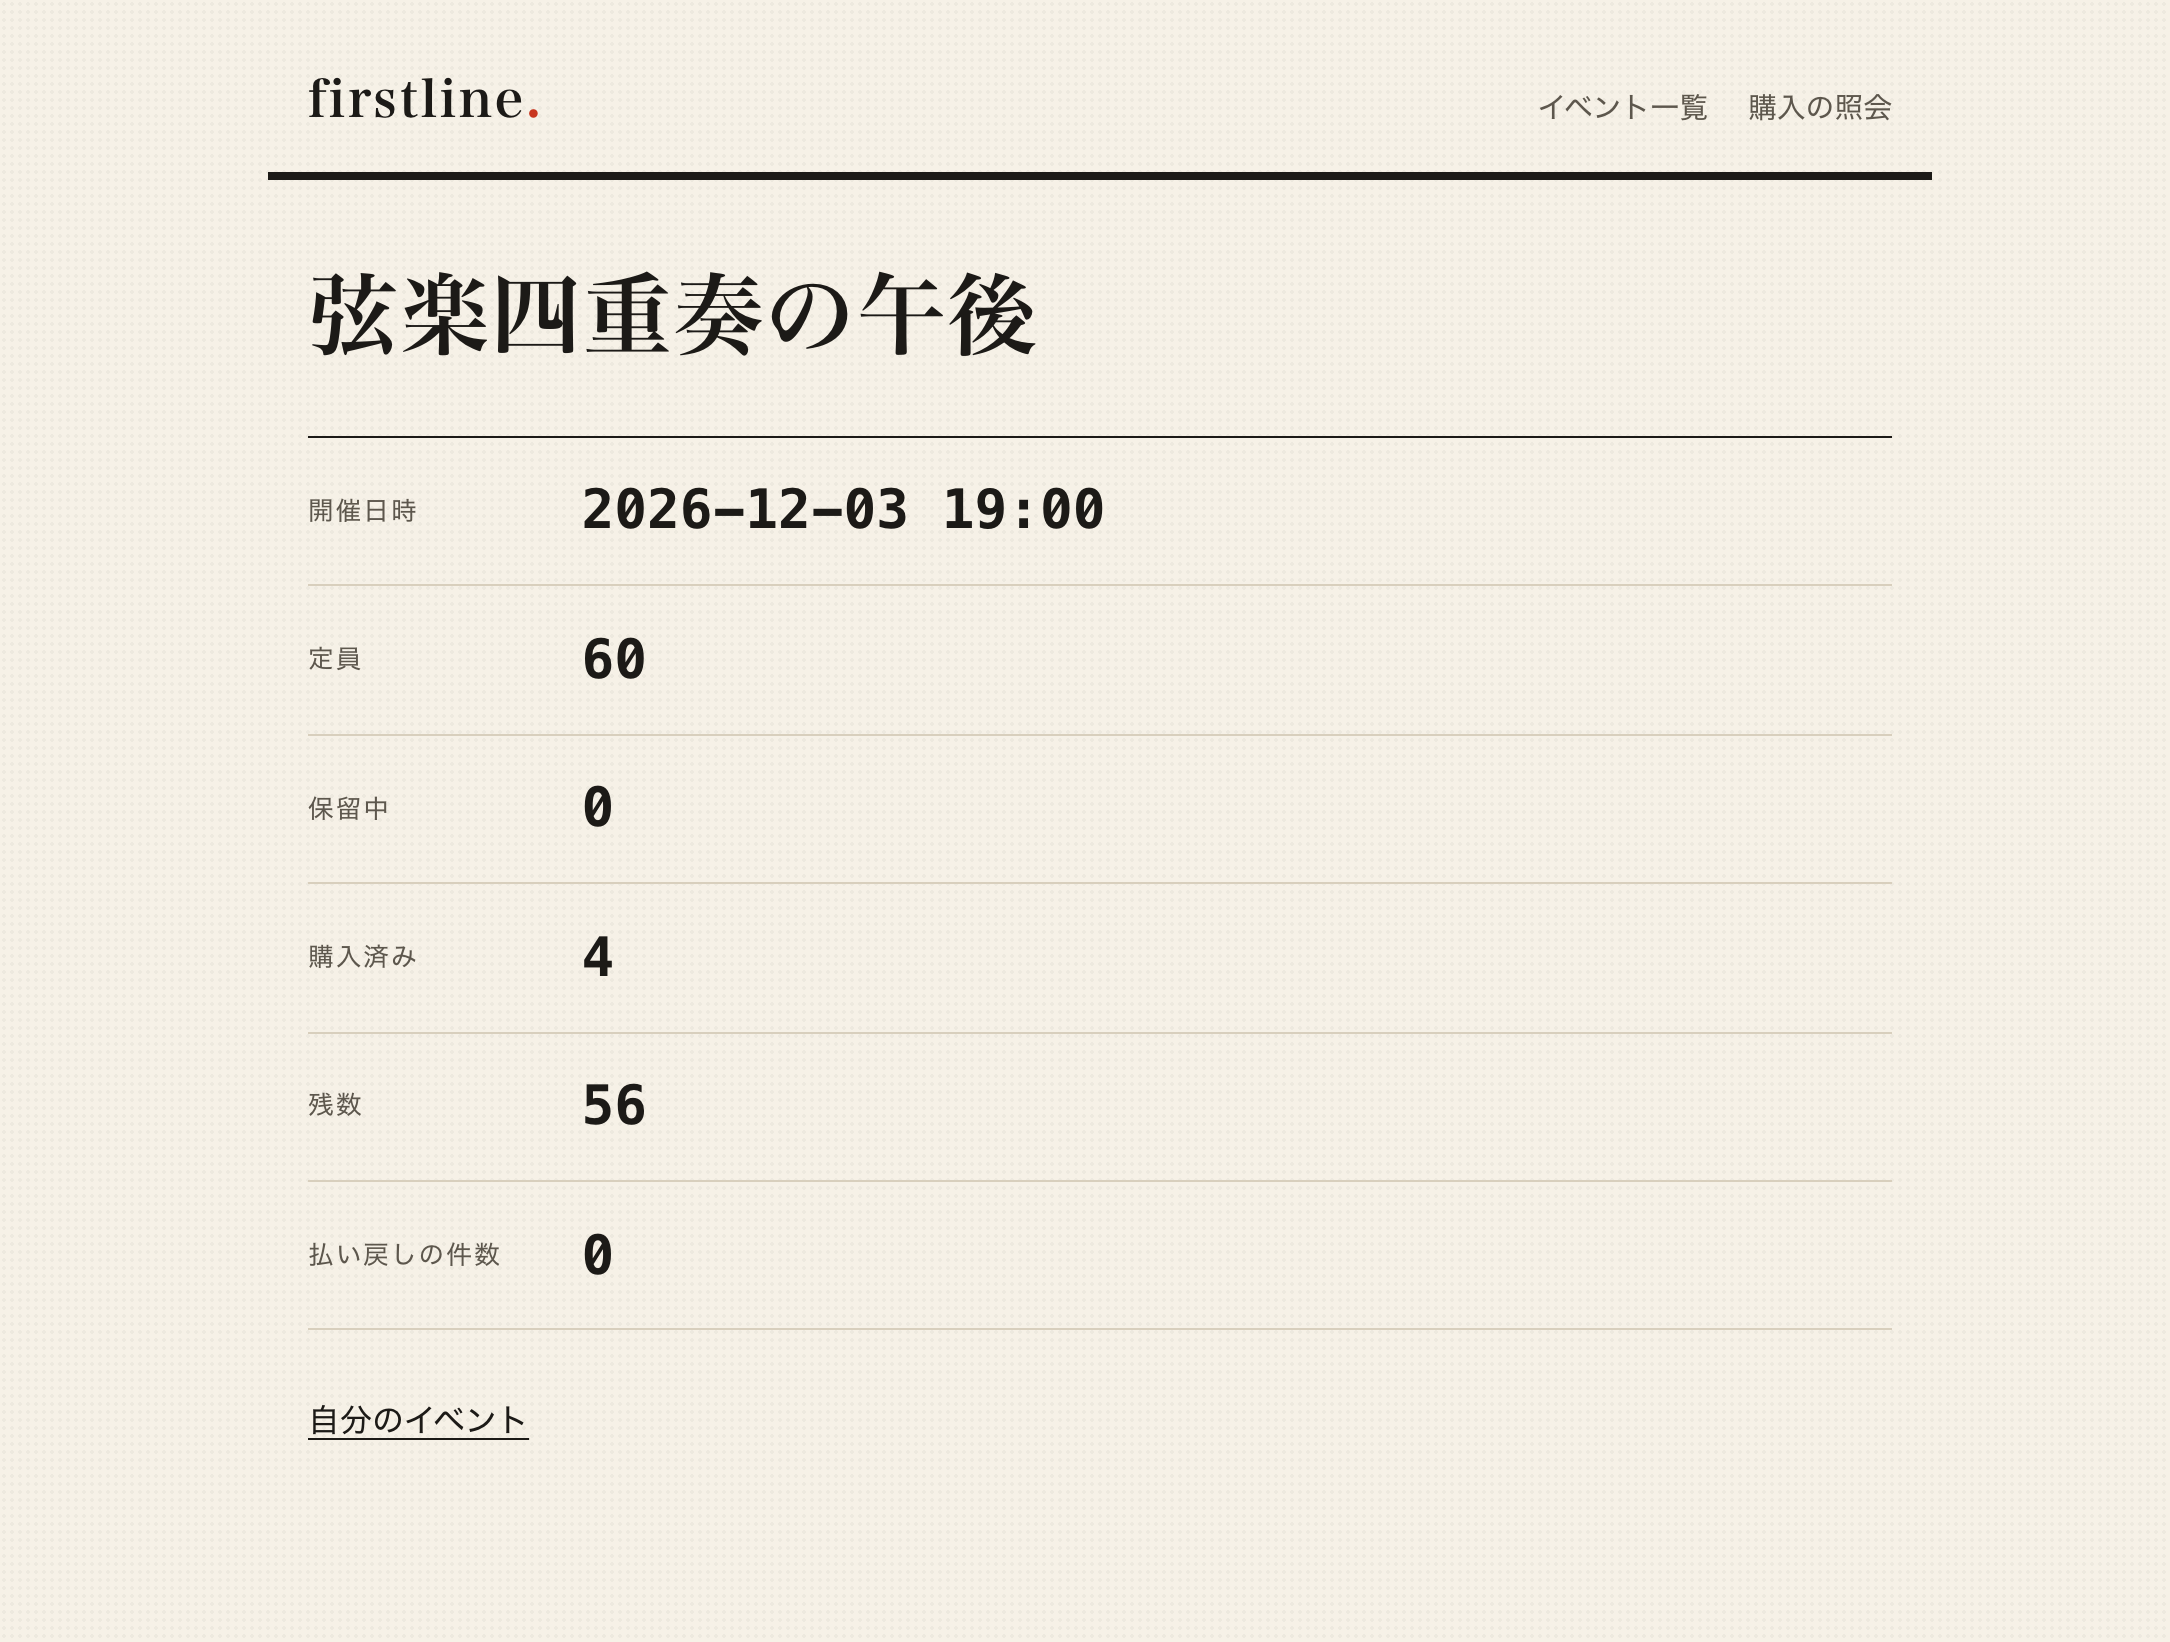 firstline.
イベント一覧 購入の照会
弦楽四重奏の午後
開催日時 2026-12-03 19:00
定員 60
保留中 0
購入済み 4
残数 56
払い戻しの件数 0
自分のイベント